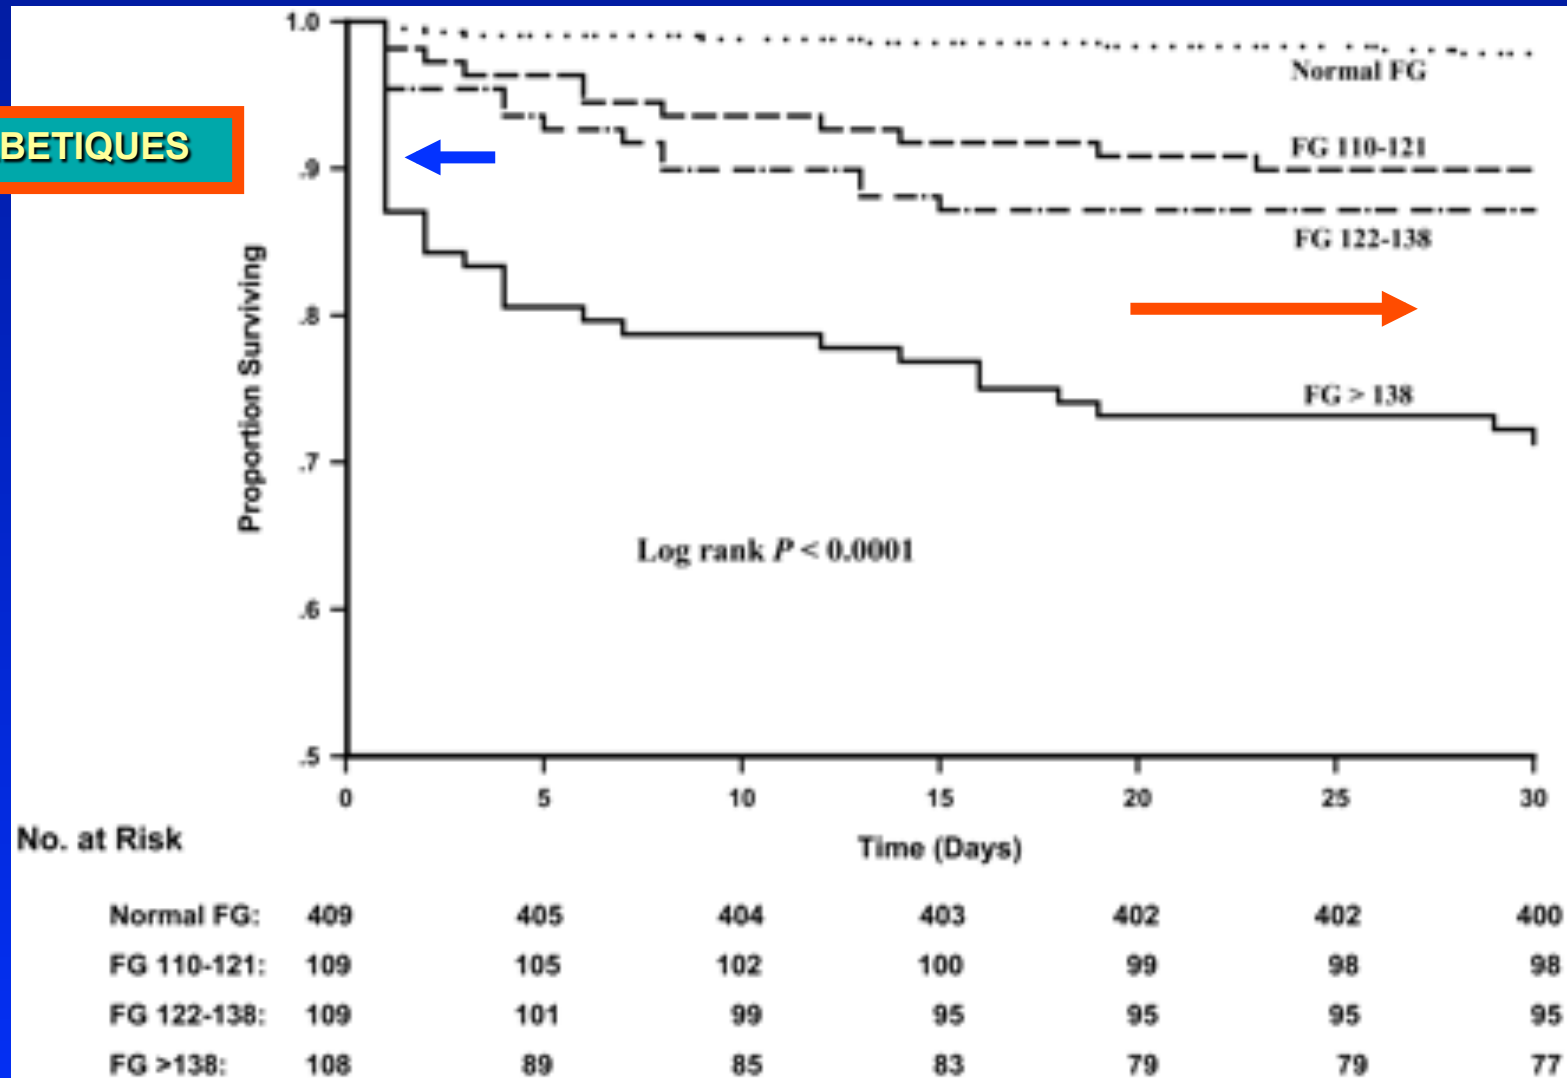 1.0
Normal FG
BETIQUES
FG 110-121
.9
FG 122-138
Proportion Surviving
.8
FG > 138
.7
Log rank P < 0.0001
.6
.5
0 5 10 15 20 25 30
No. at Risk
Time (Days)
Normal FG: 409 405 404 403 402 402 400
FG 110-121: 109 105 102 100 99 98 98
FG 122-138: 109 101 99 95 95 95 95
FG >138: 108 89 85 83 79 79 77